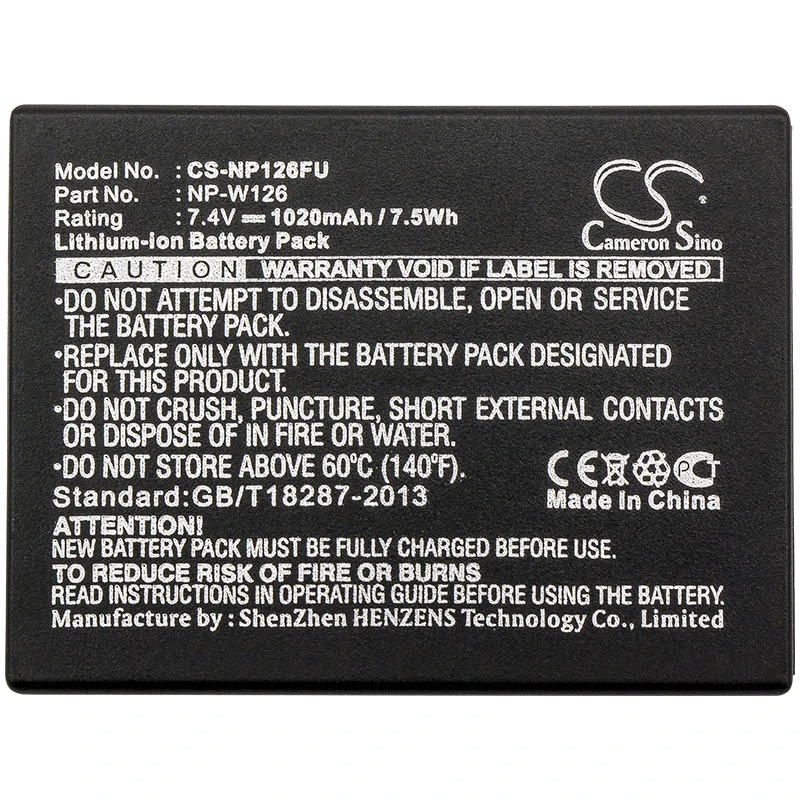 Model No. : CS-NP126FU
Part No. : NP-W126
Rating : 7.4V ⎓ 1020mAh / 7.5Wh
Lithium-ion Battery Pack
CS
Cameron Sino
CAUTION WARRANTY VOID IF LABEL IS REMOVED
•DO NOT ATTEMPT TO DISASSEMBLE, OPEN OR SERVICE
THE BATTERY PACK.
•REPLACE ONLY WITH THE BATTERY PACK DESIGNATED
FOR THIS PRODUCT.
•DO NOT CRUSH, PUNCTURE, SHORT EXTERNAL CONTACTS
OR DISPOSE OF IN FIRE OR WATER.
•DO NOT STORE ABOVE 60°C (140°F).
Standard:GB/T18287-2013
CE PCT
Made In China
ATTENTION!
NEW BATTERY PACK MUST BE FULLY CHARGED BEFORE USE.
TO REDUCE RISK OF FIRE OR BURNS
READ INSTRUCTIONS IN OPERATING GUIDE BEFORE USING THE BATTERY.
Manufacture by : ShenZhen HENZENS Technology Co., Limited